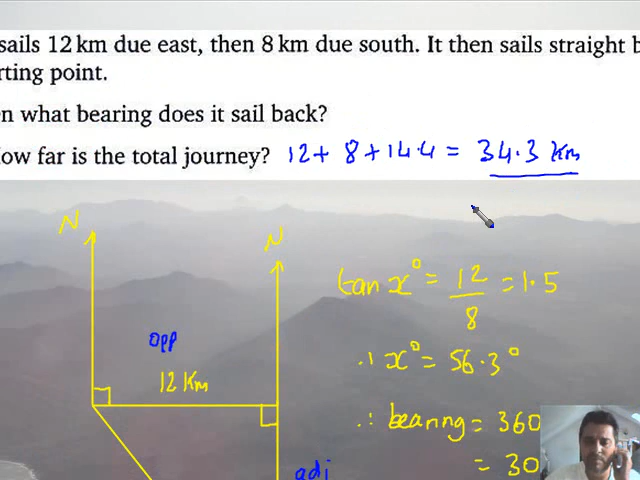 sails 12 km due east, then 8 km due south. It then sails straight b
rting point.
n what bearing does it sail back?
ow far is the total journey? 12 + 8 + 14.4 = 34.3 Km
N
N
tan x° = 12/8 = 1.5
opp
∴ x° = 56.3°
12 Km
∴ bearing = 360
= 30
adj